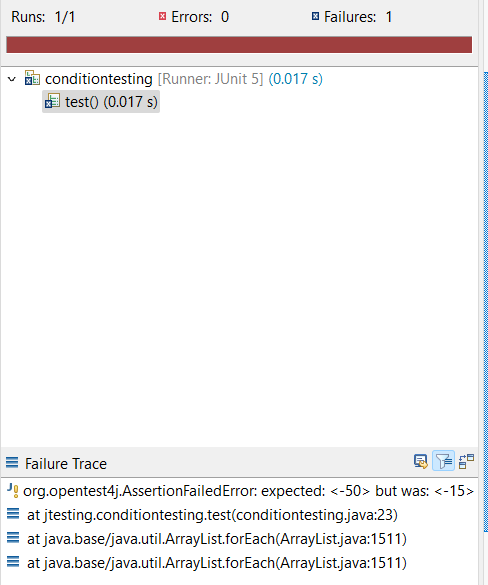 Runs: 1/1 Errors: 0 Failures: 1
conditiontesting [Runner: JUnit 5] (0.017 s)
test() (0.017 s)
Failure Trace
org.opentest4j.AssertionFailedError: expected: <-50> but was: <-15>
at jtesting.conditiontesting.test(conditiontesting.java:23)
at java.base/java.util.ArrayList.forEach(ArrayList.java:1511)
at java.base/java.util.ArrayList.forEach(ArrayList.java:1511)